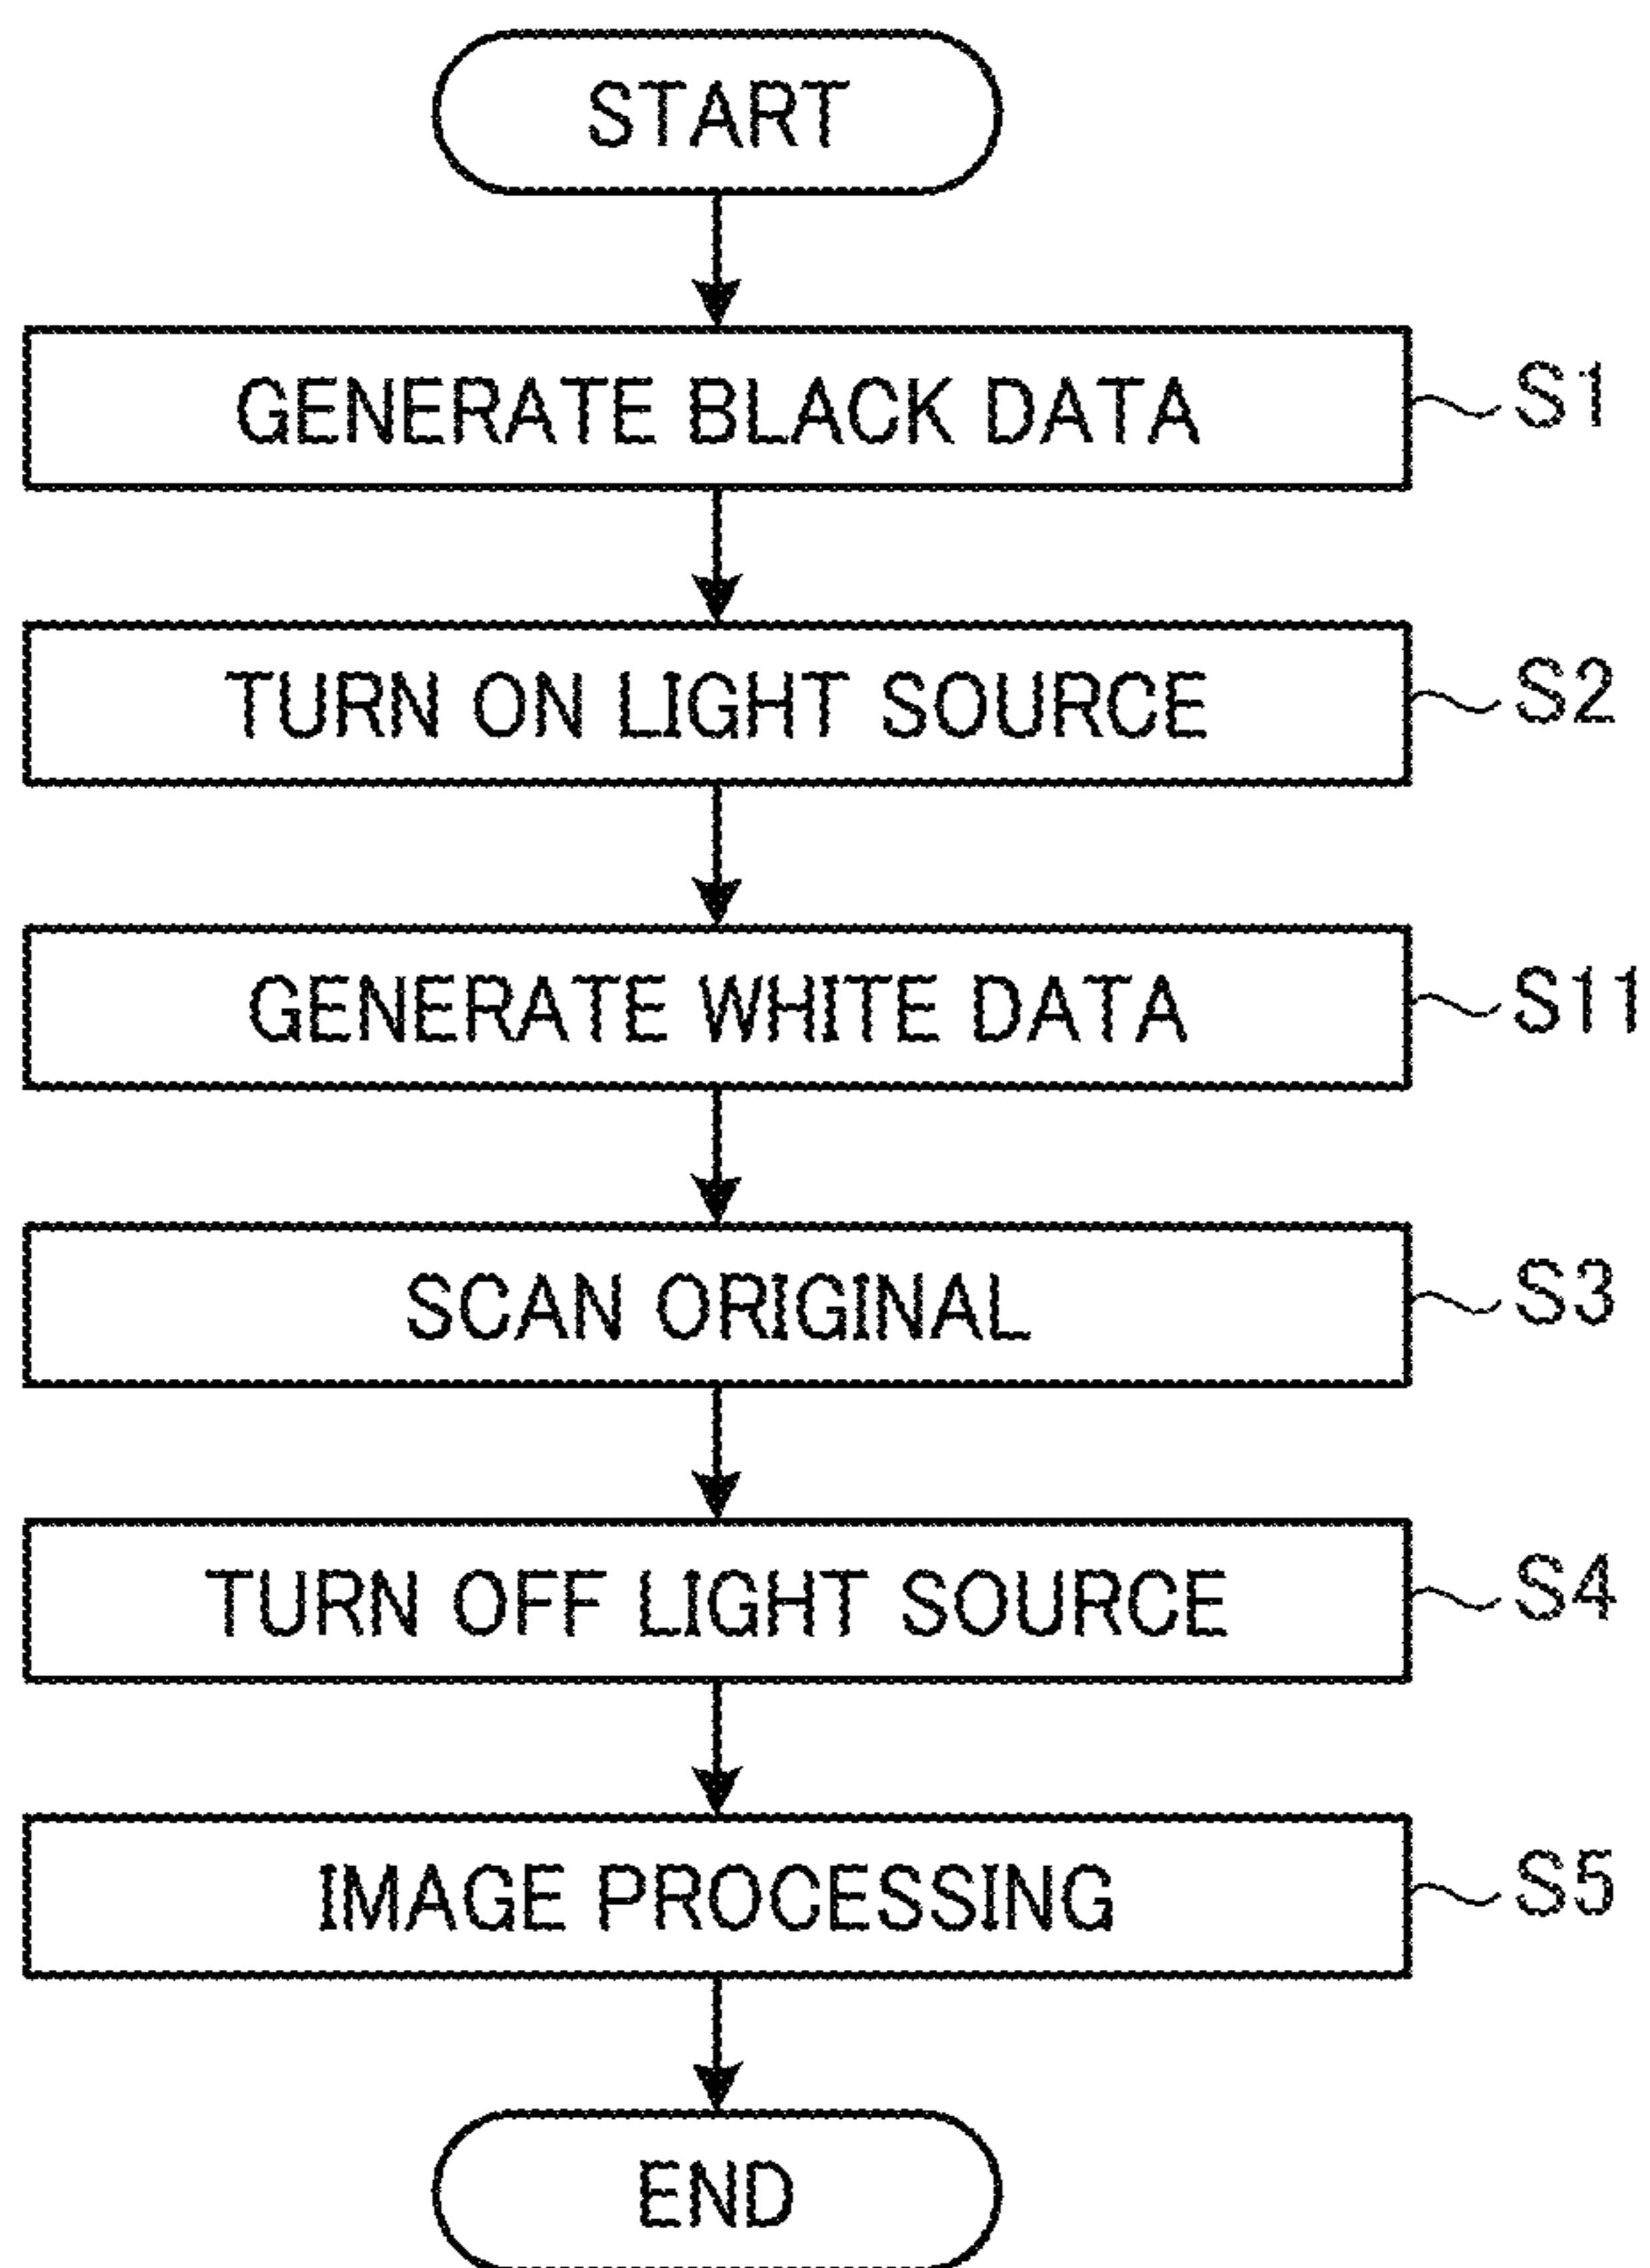 START
GENERATE BLACK DATA S1
TURN ON LIGHT SOURCE S2
GENERATE WHITE DATA S11
SCAN ORIGINAL S3
TURN OFF LIGHT SOURCE S4
IMAGE PROCESSING S5
END